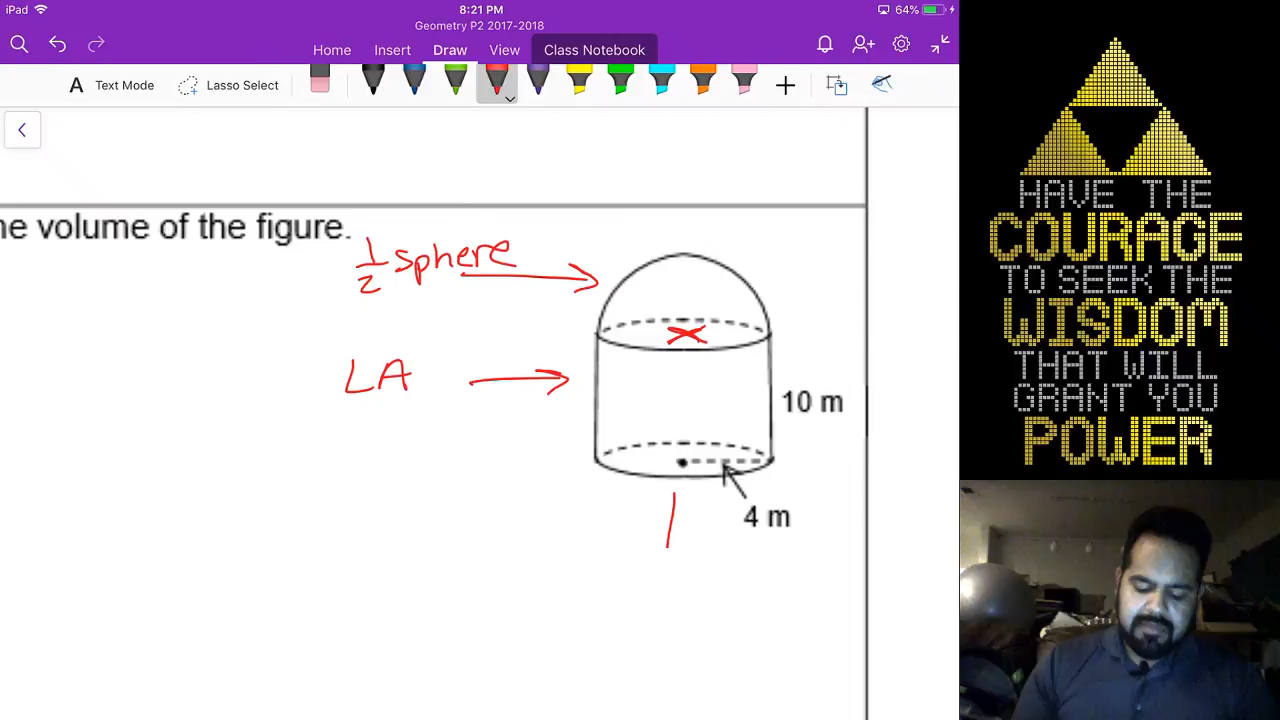 iPad
8:21 PM
64%
Geometry P2 2017-2018
Home Insert Draw View Class Notebook
A Text Mode Lasso Select
he volume of the figure.
1/2 sphere
LA
10 m
4 m
HAVE THE
COURAGE
TO SEEK THE
WISDOM
THAT WILL
GRANT YOU
POWER